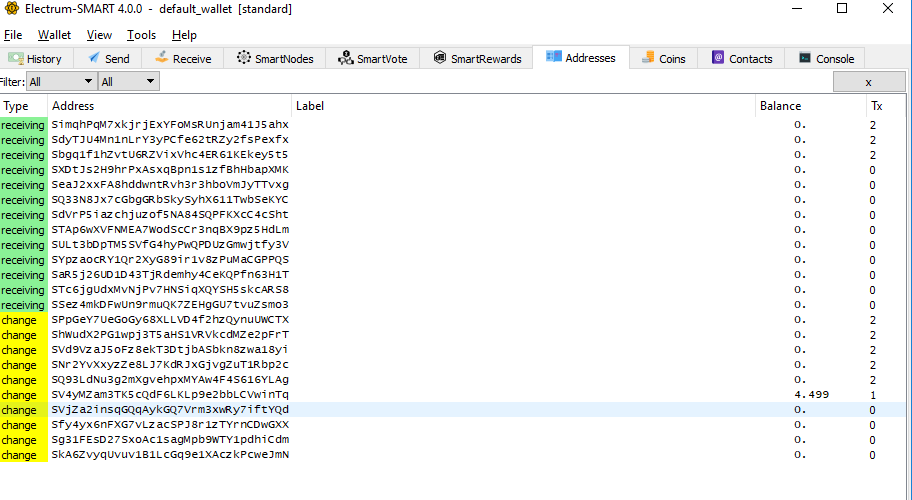 Electrum-SMART 4.0.0 - default_wallet [standard]
File Wallet View Tools Help
History Send Receive SmartNodes SmartVote SmartRewards Addresses Coins Contacts Console
Filter: All All x
Type Address Label Balance Tx
receiving SimqhPqM7xkjrjExYFoMsRUnjam41J5ahx 0. 2
receiving SdyTJU4Mn1nLrY3yPCfe62tRZy2fsPexfx 0. 2
receiving Sbgq1f1hZvtU6RZVixVhc4ER61KEkey5t5 0. 2
receiving SXDtJs2H9hrPxAsxqBpn1s1zfBhHbapXMK 0. 0
receiving SeaJ2xxFA8hddwntRvh3r3hboVmJyTTvxg 0. 0
receiving SQ33N8Jx7cGbgGRbSkySyhX611TwbSeKYC 0. 0
receiving SdVrP5iazchjuzof5NA84SQPFKXcC4cSht 0. 0
receiving STAp6wXVFNMEA7WodScCr3nqBX9pz5HdLm 0. 0
receiving SULt3bDpTM5SVfG4hyPwQPDUzGmwjtfy3V 0. 0
receiving SYpzaocRY1Qr2XyG89ir1v8zPuMaCGPPQS 0. 0
receiving SaR5j26UD1D43TjRdemhy4CeKQPfn63H1T 0. 0
receiving STc6jgUdxMvNjPv7HNSiqXQYSH5skcARS8 0. 0
receiving SSez4mkDFwUn9rmuQK7ZEHgGU7tvuZsmo3 0. 0
change SPpGeY7UeGoGy68XLLVD4f2hzQynuUWCTX 0. 2
change ShWudX2PG1wpj3T5aHS1VRVkcdMZe2pFrT 0. 2
change SVd9VzaJ5oFz8ekT3DtjbASbkn8zwa18yi 0. 2
change SNr2YvXxyzZe8LJ7KdRJxGjvgZuT1Rbp2c 0. 2
change SQ93LdNu3g2mXgvehpxMYAw4F4S616YLAg 0. 2
change SV4yMZam3TK5cQdF6LKLp9e2bbLCVwinTq 4.499 1
change SVjZa2insqGQqAykGQ7Vrm3xwRy7iftYQd 0. 0
change Sfy4yx6nFXG7vLzacSPJ8r1zTYrnCDwGXX 0. 0
change Sg31FEsD27SxoAc1sagMpb9WTY1pdhiCdm 0. 0
change SkA6ZvyqUvuv1B1LcGq9e1XAczkPcweJmN 0. 0